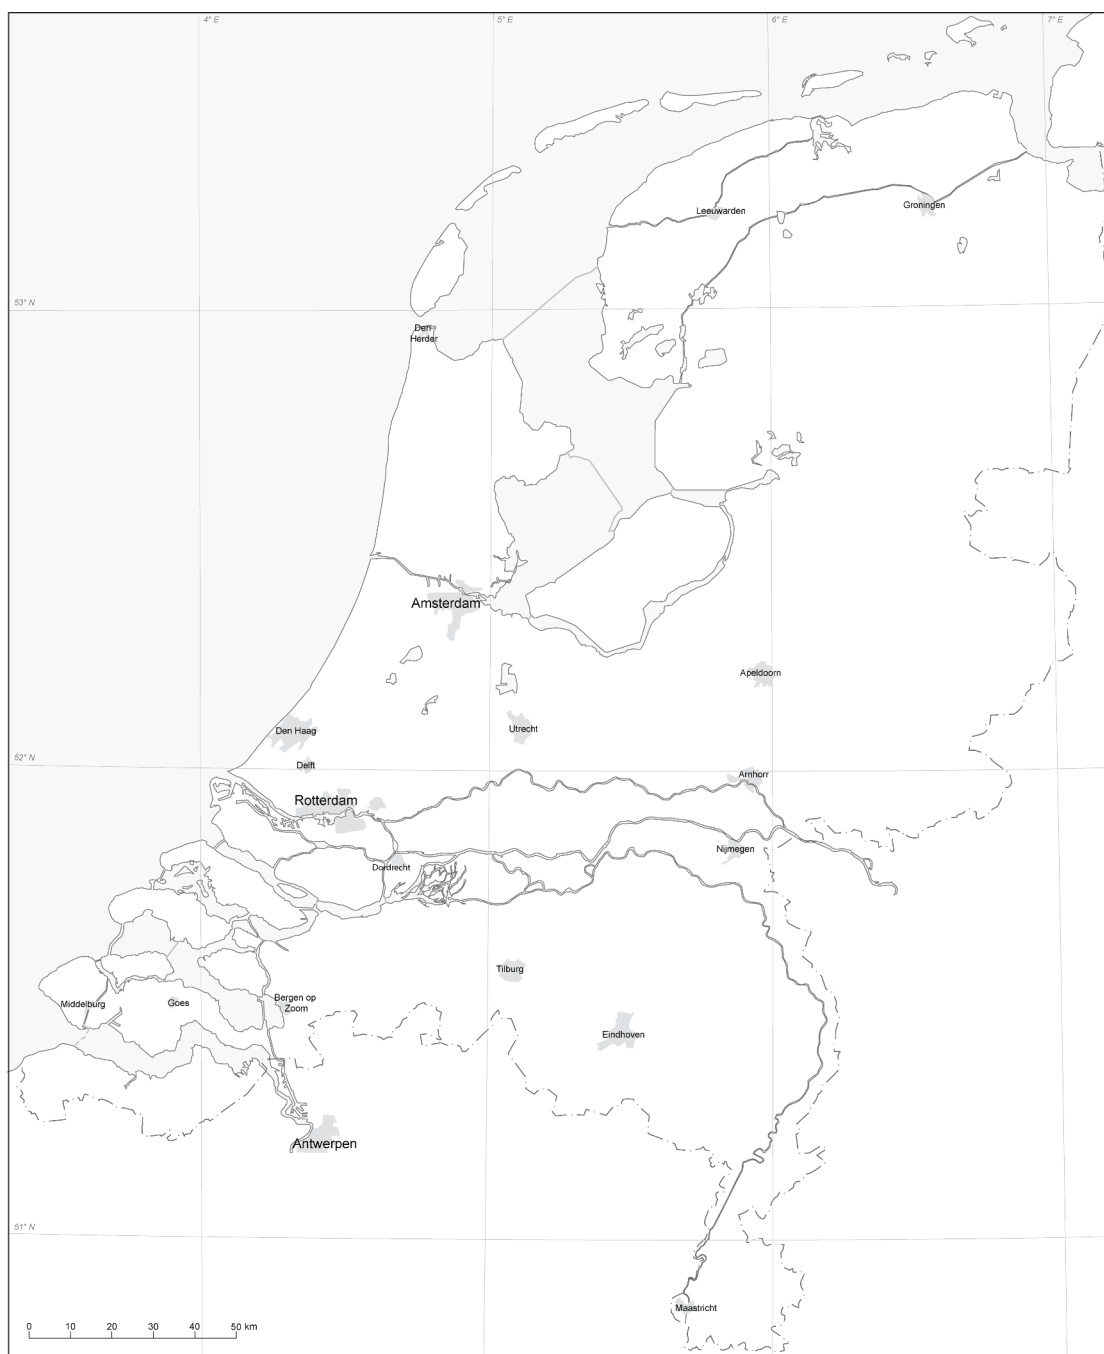 4° E
5° E
6° E
7° E
Leeuwarden
Groningen
53° N
Den
Herder
Amsterdam
Apeldoorn
Den Haag
Utrecht
52° N
Delft
Arnhorr
Rotterdam
Nijmegen
Dordrecht
Tilburg
Middelburg
Goes
Bergen op
Zoom
Eindhoven
Antwerpen
51° N
Maastricht
0 10 20 30 40 50 km